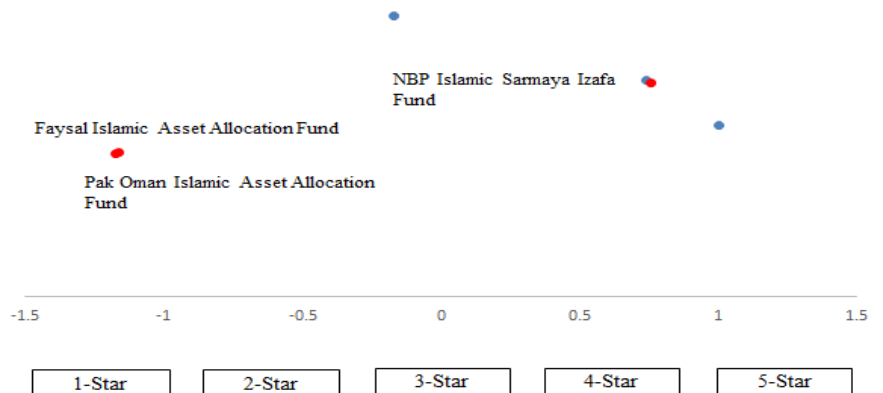 NBP Islamic Sarmaya Izafa
Fund
Faysal Islamic Asset Allocation Fund
Pak Oman Islamic Asset Allocation
Fund
-1.5 -1 -0.5 0 0.5 1 1.5
1-Star 2-Star 3-Star 4-Star 5-Star